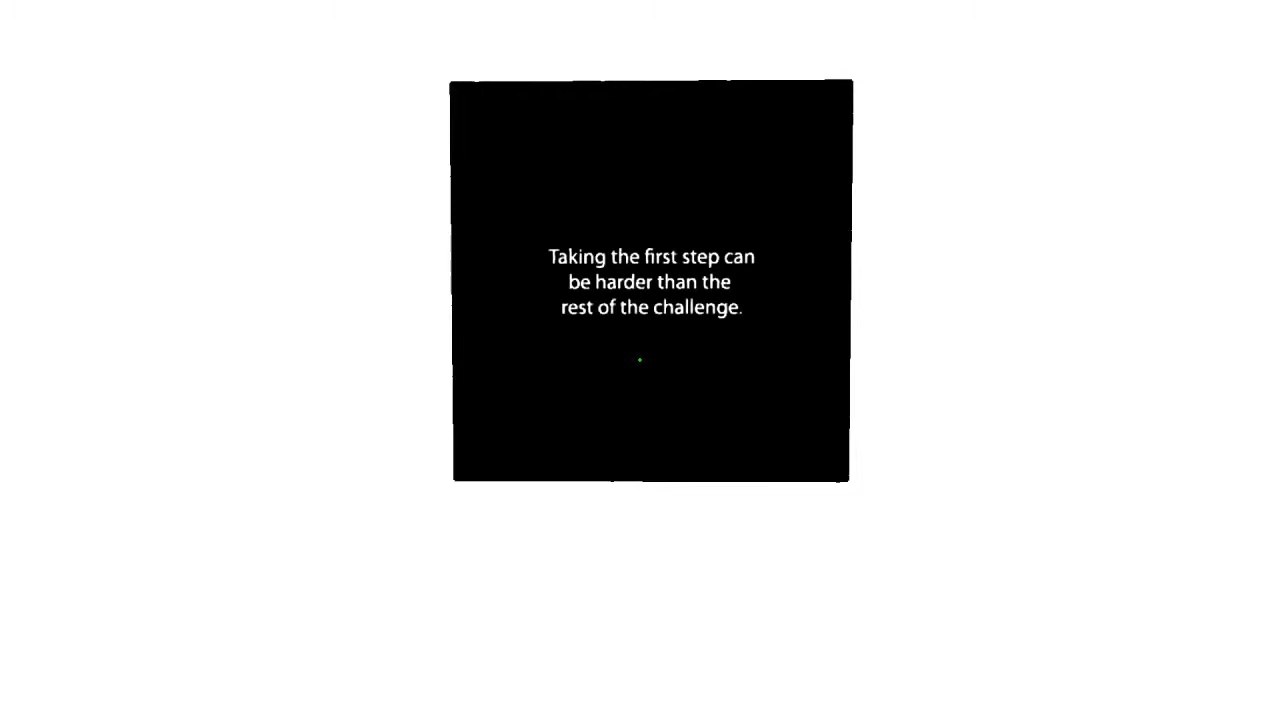 Taking the first step can
be harder than the
rest of the challenge.